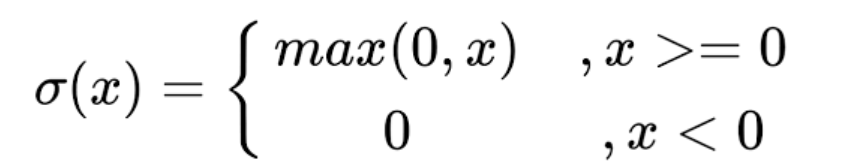 σ(x) = { max(0, x) , x >= 0
0 , x < 0